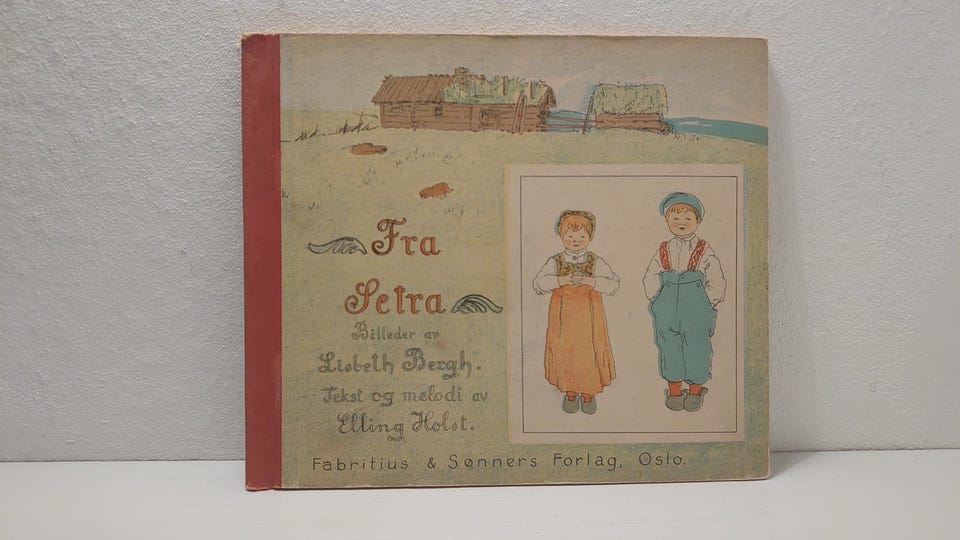 Fra
Setra
Billeder av
Lisbeth Bergh.
Tekst og melodi av
Elling Holst.
Fabritius & Sønners Forlag, Oslo.